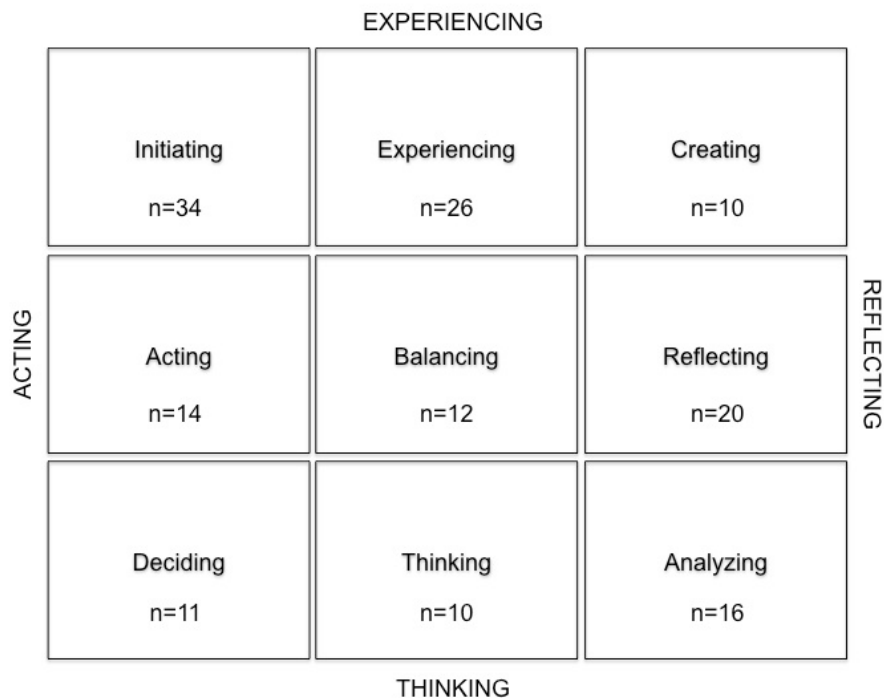 EXPERIENCING
Initiating
n=34
Experiencing
n=26
Creating
n=10
ACTING
Acting
n=14
Balancing
n=12
Reflecting
n=20
REFLECTING
Deciding
n=11
Thinking
n=10
Analyzing
n=16
THINKING